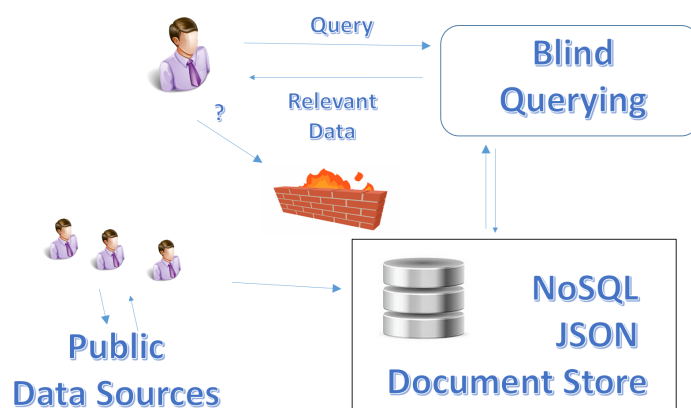 Query
Blind
Querying
Relevant
Data
?
NoSQL
JSON
Document Store
Public
Data Sources